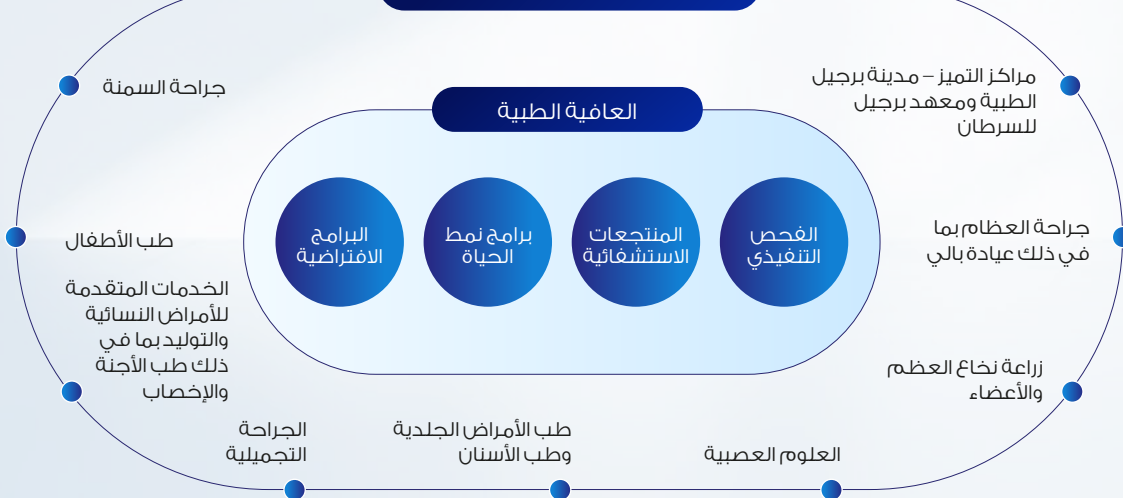 مراكز التميز – مدينة برجيل
الطبية ومعهد برجيل
للسرطان
جراحة السمنة
العافية الطبية
الفحص
التنفيذي
المنتجعات
الاستشفائية
برامج نمط
الحياة
البرامج
الافتراضية
جراحة العظام بما
في ذلك عيادة بالي
طب الأطفال
زراعة نخاع العظم
والأعضاء
الخدمات المتقدمة
للأمراض النسائية
والتوليد بما في
ذلك طب الأجنة
والإخصاب
العلوم العصبية
طب الأمراض الجلدية
وطب الأسنان
الجراحة
التجميلية